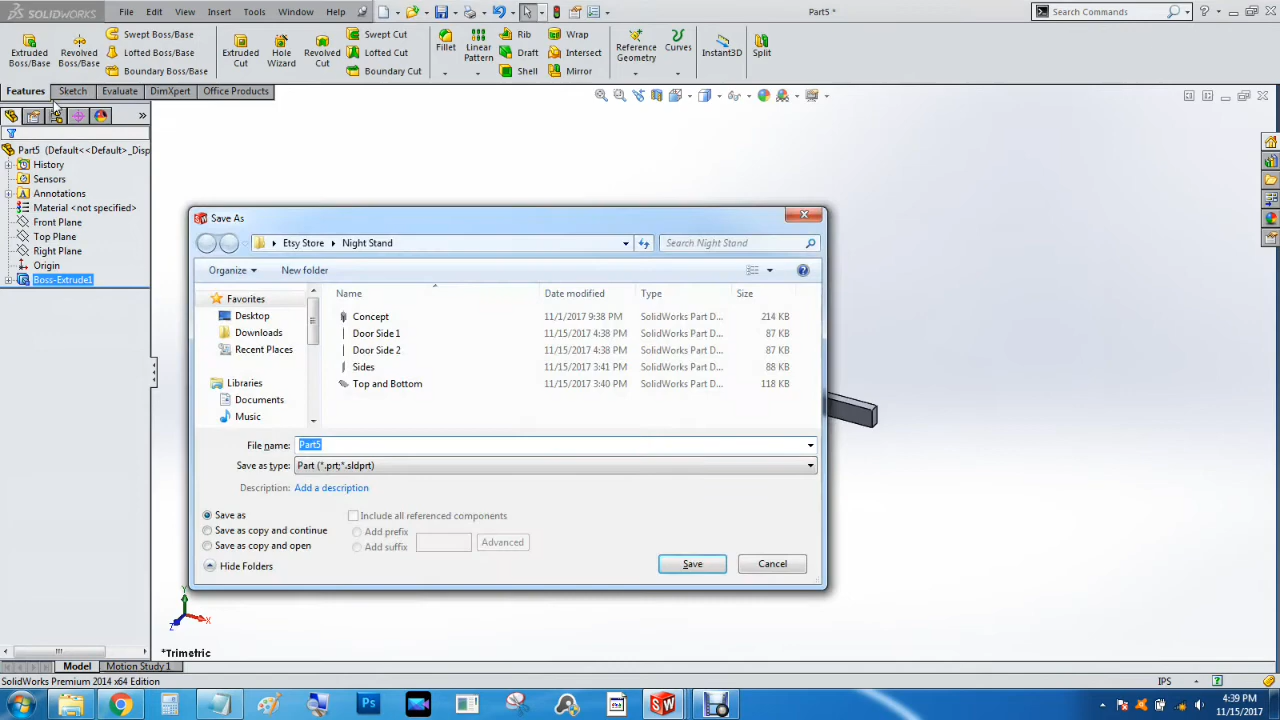 SOLIDWORKS File Edit View Insert Tools Window Help Part5 * Search Commands
Extruded Boss/Base
Revolved Boss/Base
Swept Boss/Base
Lofted Boss/Base
Boundary Boss/Base
Extruded Cut
Hole Wizard
Revolved Cut
Swept Cut
Lofted Cut
Boundary Cut
Fillet
Linear Pattern
Rib
Draft
Shell
Wrap
Intersect
Mirror
Reference Geometry
Curves
Instant3D
Split
Features Sketch Evaluate DimXpert Office Products
Part5 (Default<<Default>_Disp
History
Sensors
Annotations
Material <not specified>
Front Plane
Top Plane
Right Plane
Origin
Boss-Extrude1
Save As
Etsy Store Night Stand Search Night Stand
Organize New folder
Name Date modified Type Size
Favorites
Desktop
Downloads
Recent Places
Libraries
Documents
Music
Concept 11/1/2017 9:38 PM SolidWorks Part D... 214 KB
Door Side 1 11/15/2017 4:38 PM SolidWorks Part D... 87 KB
Door Side 2 11/15/2017 4:38 PM SolidWorks Part D... 87 KB
Sides 11/15/2017 3:41 PM SolidWorks Part D... 88 KB
Top and Bottom 11/15/2017 3:40 PM SolidWorks Part D... 118 KB
File name: Part5
Save as type: Part (*.prt;*.sldprt)
Description: Add a description
Save as
Save as copy and continue
Save as copy and open
Include all referenced components
Add prefix
Add suffix
Advanced
Hide Folders
Save Cancel
Y
X
Z
*Trimetric
Model Motion Study 1
SolidWorks Premium 2014 x64 Edition IPS
Ps
SW
4:39 PM
11/15/2017